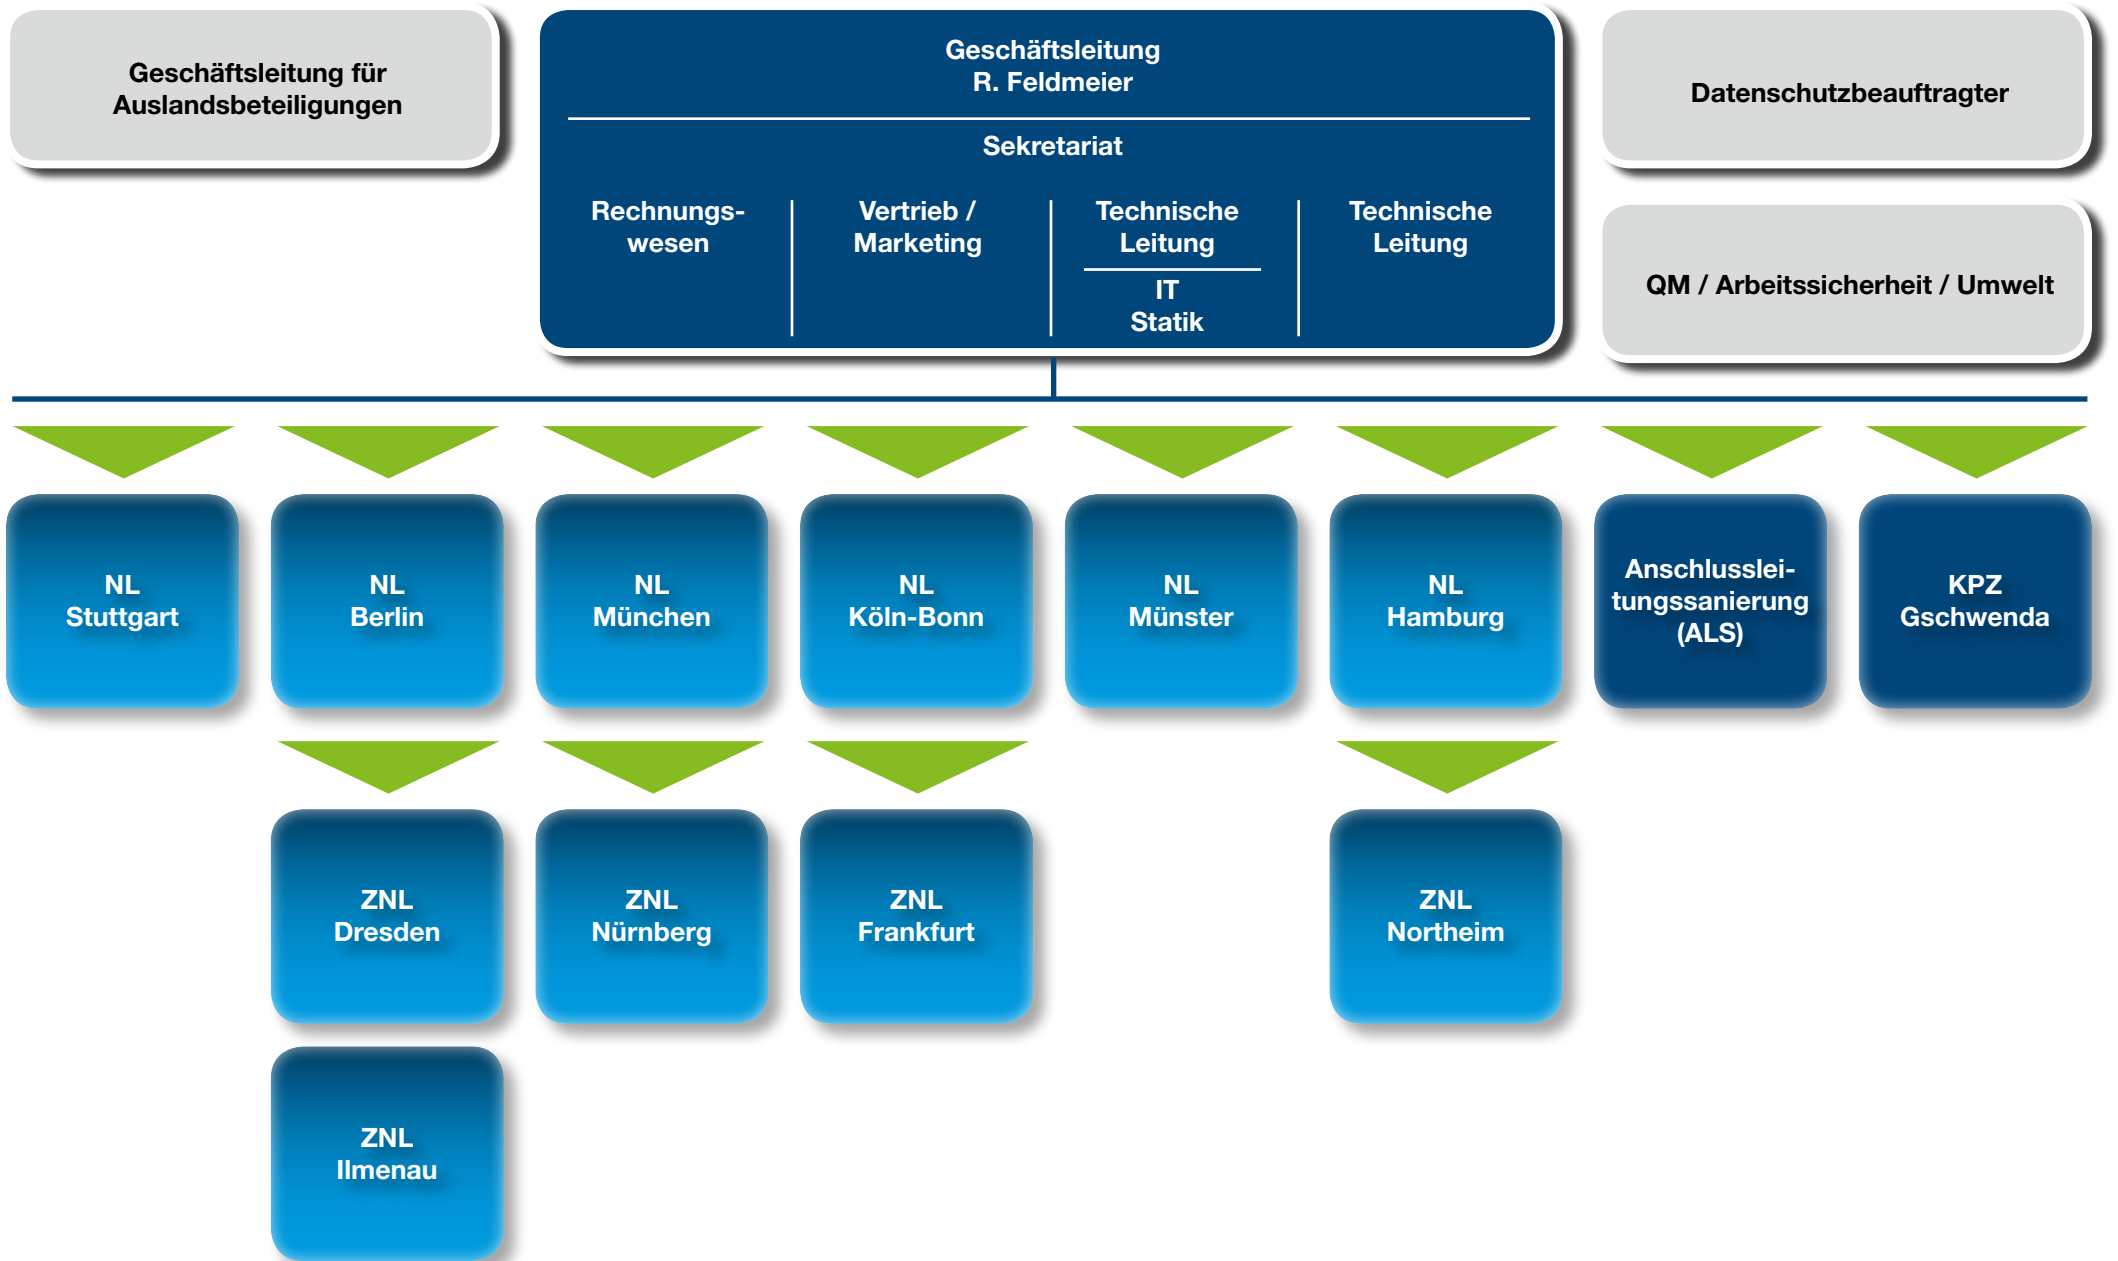 Geschäftsleitung für
Auslandsbeteiligungen
Geschäftsleitung
R. Feldmeier
Sekretariat
Rechnungs-
wesen
Vertrieb /
Marketing
Technische
Leitung
IT
Statik
Technische
Leitung
Datenschutzbeauftragter
QM / Arbeitssicherheit / Umwelt
NL
Stuttgart
NL
Berlin
NL
München
NL
Köln-Bonn
NL
Münster
NL
Hamburg
Anschlusslei-
tungssanierung
(ALS)
KPZ
Gschwenda
ZNL
Dresden
ZNL
Nürnberg
ZNL
Frankfurt
ZNL
Northeim
ZNL
Ilmenau